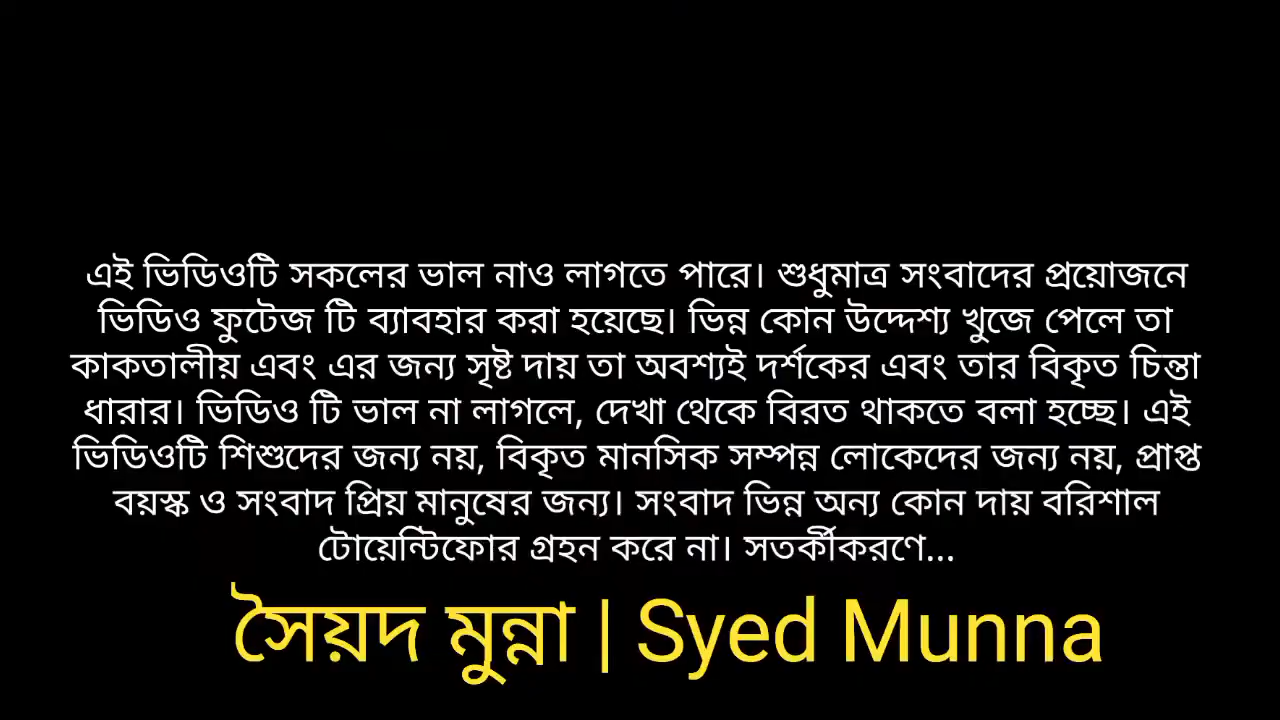 এই ভিডিওটি সকলের ভাল নাও লাগতে পারে। শুধুমাত্র সংবাদের প্রয়োজনে
ভিডিও ফুটেজ টি ব্যাবহার করা হয়েছে। ভিন্ন কোন উদ্দেশ্য খুজে পেলে তা
কাকতালীয় এবং এর জন্য সৃষ্ট দায় তা অবশ্যই দর্শকের এবং তার বিকৃত চিন্তা
ধারার। ভিডিও টি ভাল না লাগলে, দেখা থেকে বিরত থাকতে বলা হচ্ছে। এই
ভিডিওটি শিশুদের জন্য নয়, বিকৃত মানসিক সম্পন্ন লোকেদের জন্য নয়, প্রাপ্ত
বয়স্ক ও সংবাদ প্রিয় মানুষের জন্য। সংবাদ ভিন্ন অন্য কোন দায় বরিশাল
টোয়েন্টিফোর গ্রহন করে না। সতর্কীকরণে...
সৈয়দ মুন্না | Syed Munna